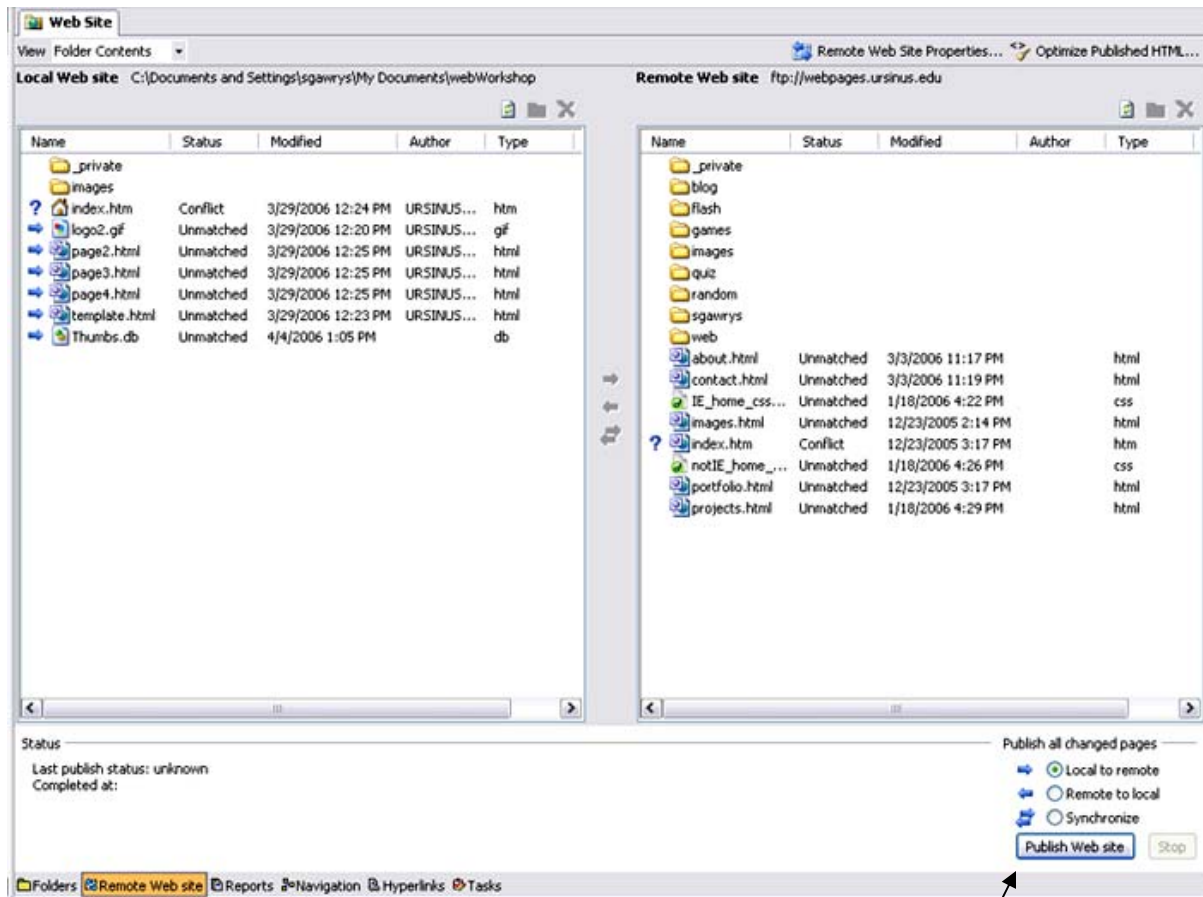 Web Site
View Folder Contents
Remote Web Site Properties... Optimize Published HTML...
Local Web site C:\Documents and Settings\sgawrys\My Documents\webWorkshop
Remote Web site ftp://webpages.ursinus.edu
Name Status Modified Author Type
_private
images
? index.htm Conflict 3/29/2006 12:24 PM URSINUS... htm
logo2.gif Unmatched 3/29/2006 12:20 PM URSINUS... gif
page2.html Unmatched 3/29/2006 12:25 PM URSINUS... html
page3.html Unmatched 3/29/2006 12:25 PM URSINUS... html
page4.html Unmatched 3/29/2006 12:25 PM URSINUS... html
template.html Unmatched 3/29/2006 12:23 PM URSINUS... html
Thumbs.db Unmatched 4/4/2006 1:05 PM db
Name Status Modified Author Type
_private
blog
flash
games
images
quiz
random
sgawrys
web
about.html Unmatched 3/3/2006 11:17 PM html
contact.html Unmatched 3/3/2006 11:19 PM html
IE_home_css... Unmatched 1/18/2006 4:22 PM css
images.html Unmatched 12/23/2005 2:14 PM html
? index.htm Conflict 12/23/2005 3:17 PM htm
notIE_home_... Unmatched 1/18/2006 4:26 PM css
portfolio.html Unmatched 12/23/2005 3:17 PM html
projects.html Unmatched 1/18/2006 4:29 PM html
Status
Last publish status: unknown
Completed at:
Publish all changed pages
Local to remote
Remote to local
Synchronize
Publish Web site Stop
Folders Remote Web site Reports Navigation Hyperlinks Tasks